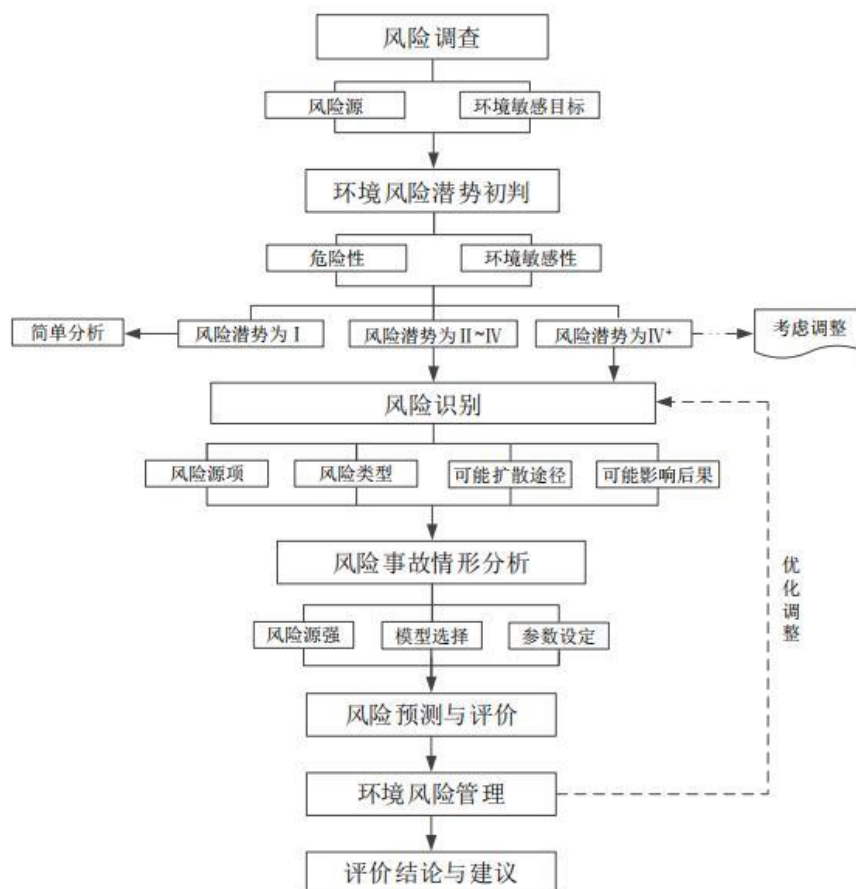 风险调查
风险源
环境敏感目标
环境风险潜势初判
危险性
环境敏感性
简单分析
风险潜势为Ⅰ
风险潜势为Ⅱ~Ⅳ
风险潜势为Ⅳ⁺
考虑调整
风险识别
风险源项
风险类型
可能扩散途径
可能影响后果
风险事故情形分析
优化调整
风险源强
模型选择
参数设定
风险预测与评价
环境风险管理
评价结论与建议